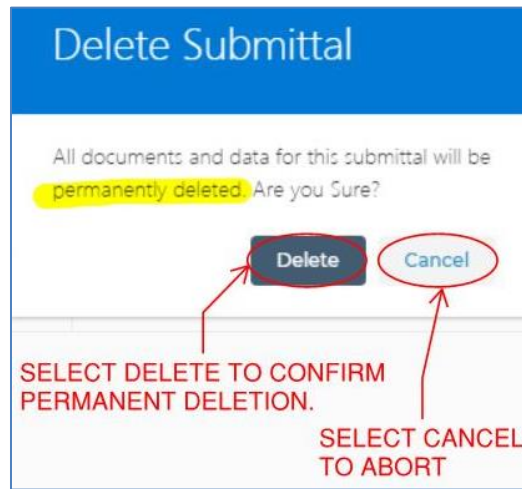 Delete Submittal
All documents and data for this submittal will be
permanently deleted. Are you Sure?
Delete
Cancel
SELECT DELETE TO CONFIRM
PERMANENT DELETION.
SELECT CANCEL
TO ABORT